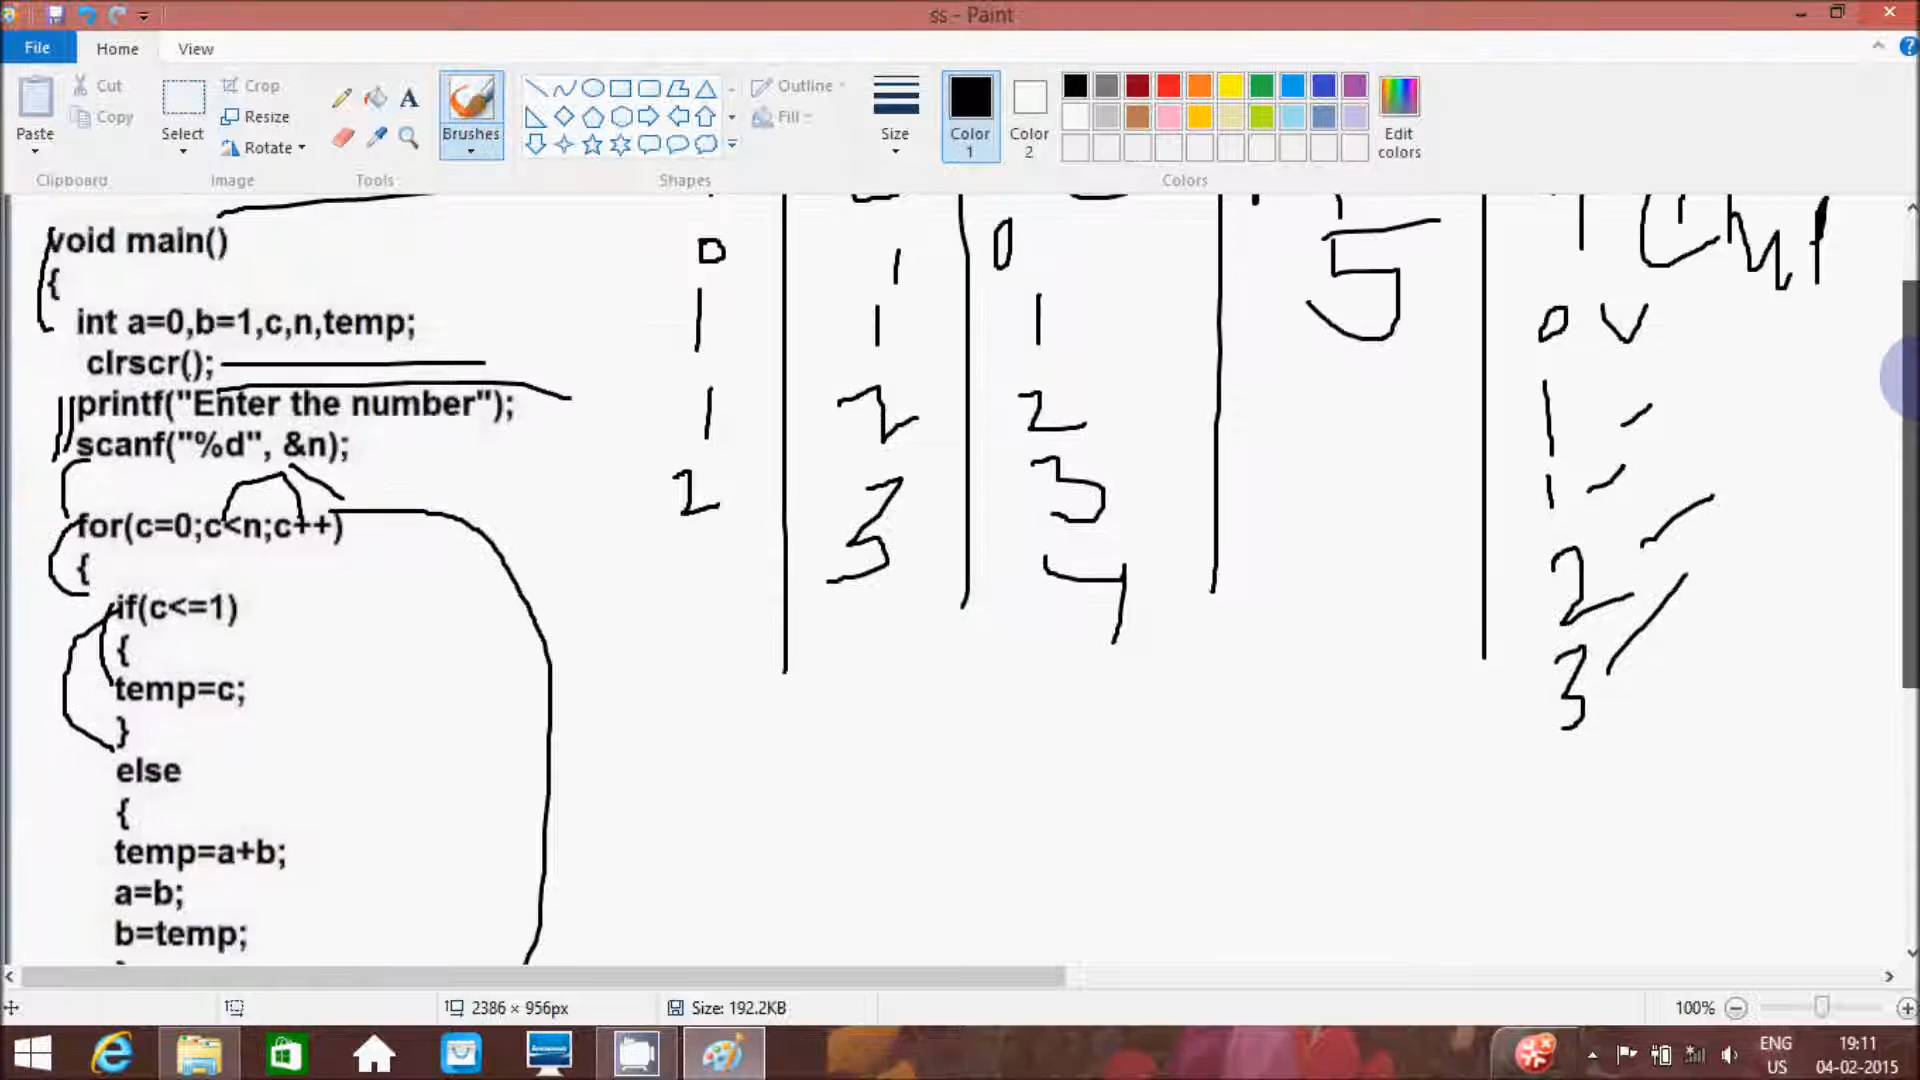 ss - Paint
File Home View
Paste Cut Copy Select Crop Resize Rotate Brushes Outline Fill Size Color 1 Color 2 Edit colors
Clipboard Image Tools Shapes Colors
void main()
{
int a=0,b=1,c,n,temp;
clrscr();
printf("Enter the number");
scanf("%d", &n);
for(c=0;c<n;c++)
{
if(c<=1)
{
temp=c;
}
else
{
temp=a+b;
a=b;
b=temp;
0 1 0 5
1 1 1 0
1 2 2 1
2 3 3 1
4 2
3
2386 × 956px Size: 192.2KB 100%
ENG 19:11
US 04-02-2015